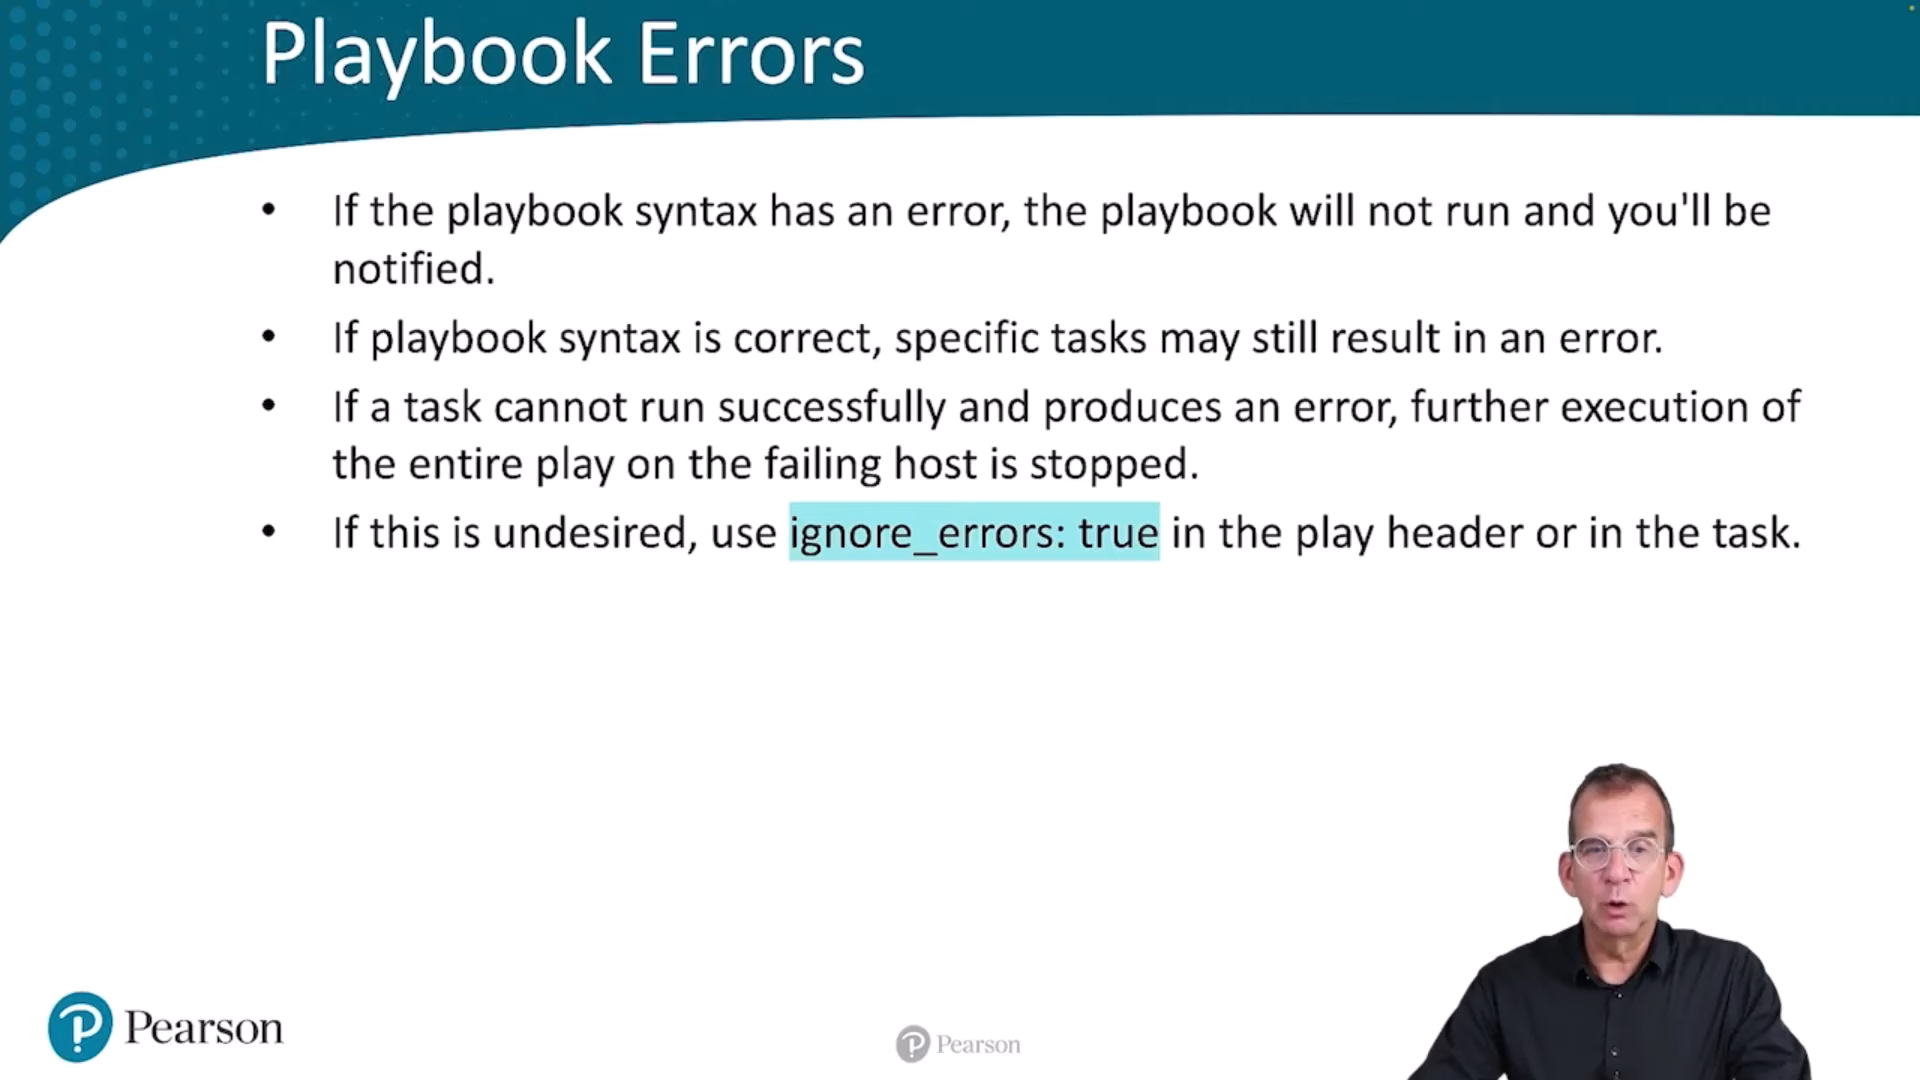 Playbook Errors
• If the playbook syntax has an error, the playbook will not run and you'll be
notified.
• If playbook syntax is correct, specific tasks may still result in an error.
• If a task cannot run successfully and produces an error, further execution of
the entire play on the failing host is stopped.
• If this is undesired, use ignore_errors: true in the play header or in the task.
Pearson
Pearson